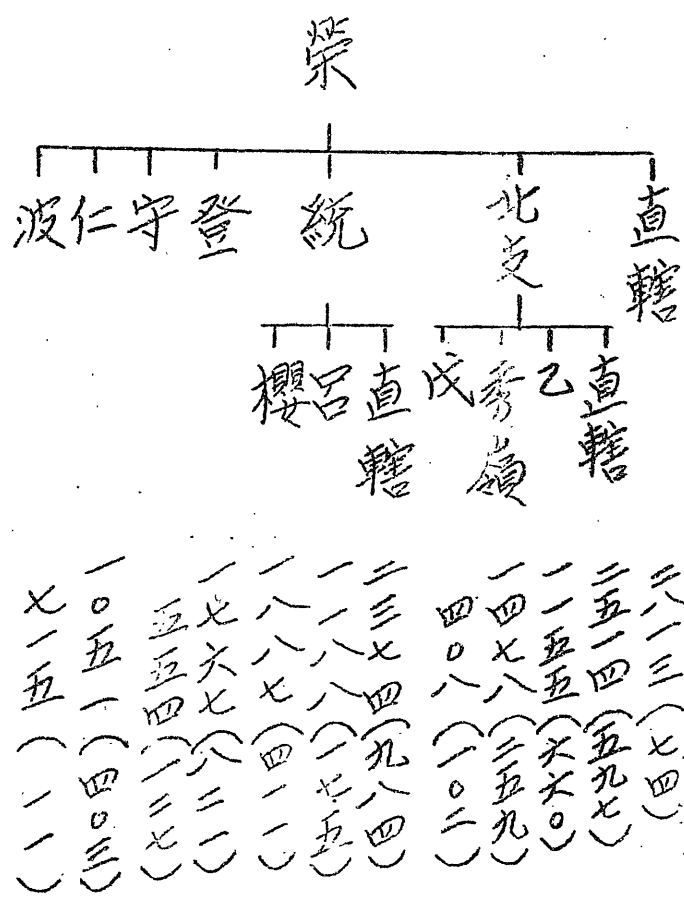 榮
直轄
北支
統
登
守
仁
波
直轄
乙
秀嶺
戊
直轄
呂
櫻
二八一三(七四)
二五一四(五九七)
一一五五(六六〇)
一四七八(二五九)
四〇八(一〇二)
二三七四(九八四)
一一八八(一七五)
一八八七(四一一)
一七六七(八二一)
五五四(一二七)
一〇五一(四〇三)
七一五(一一)